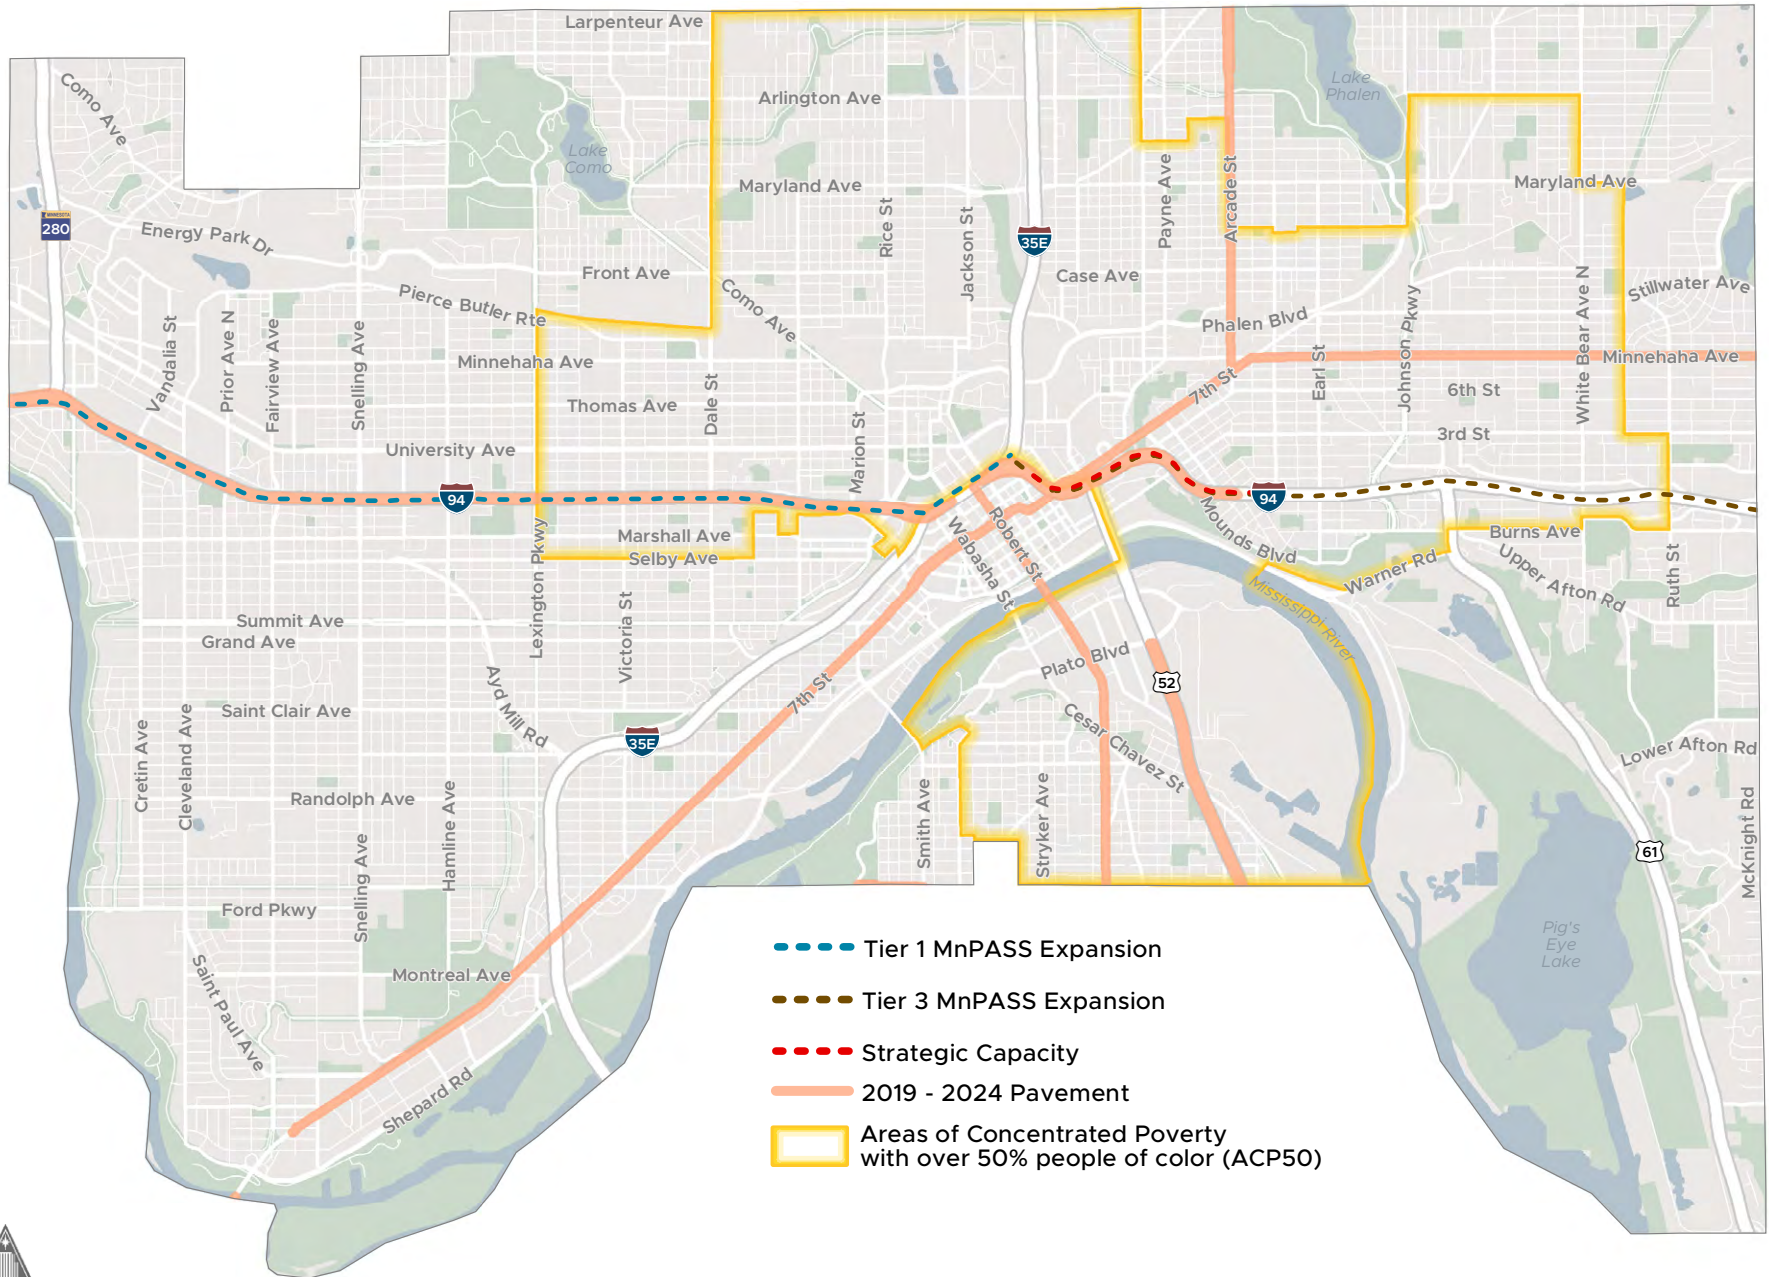 Larpenteur Ave
Como Ave
Arlington Ave
Lake
Phalen
Lake
Como
Maryland Ave
Maryland Ave
MINNESOTA
280
Energy Park Dr
Rice St
Jackson St
35E
Payne Ave
Arcade St
Front Ave
Como Ave
Case Ave
Stillwater Ave
Pierce Butler Rte
Phalen Blvd
Vandalia St
Prior Ave N
Fairview Ave
Snelling Ave
Minnehaha Ave
Minnehaha Ave
Earl St
Johnson Pkwy
White Bear Ave N
Thomas Ave
Dale St
Marion St
7th St
6th St
3rd St
University Ave
94
94
Lexington Pkwy
Marshall Ave
Selby Ave
Wabasha St
Robert St
Mounds Blvd
Burns Ave
Warner Rd
Upper Afton Rd
Ruth St
Mississippi River
Summit Ave
Grand Ave
Victoria St
Plato Blvd
52
Ayd Mill Rd
7th St
Saint Clair Ave
35E
Cesar Chavez St
Lower Afton Rd
Cretin Ave
Cleveland Ave
Randolph Ave
Hamline Ave
Smith Ave
Stryker Ave
61
McKnight Rd
Snelling Ave
Ford Pkwy
Pig's
Eye
Lake
Montreal Ave
Saint Paul Ave
Shepard Rd
Tier 1 MnPASS Expansion
Tier 3 MnPASS Expansion
Strategic Capacity
2019 - 2024 Pavement
Areas of Concentrated Poverty
with over 50% people of color (ACP50)